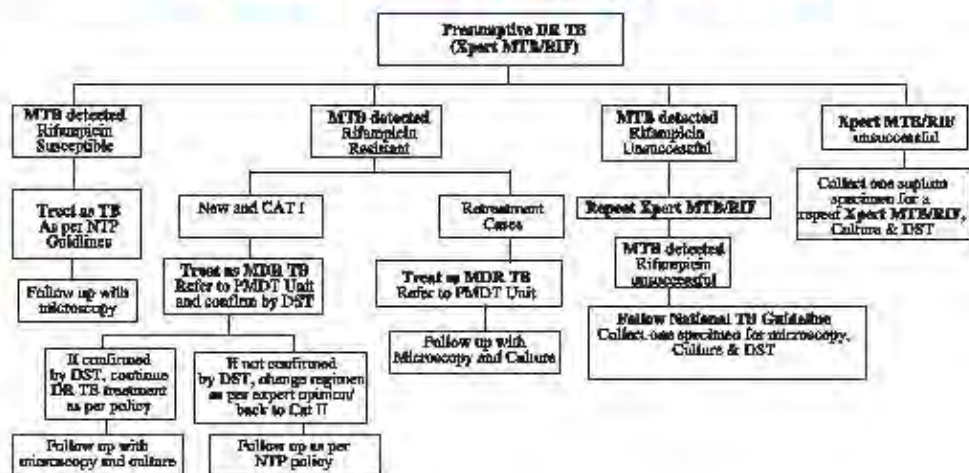 Presumptive DR TB
(Xpert MTB/RIF)
MTB detected
Rifampicin
Susceptible
MTB detected
Rifampicin
Resistant
MTB detected
Rifampicin
Unsuccessful
Xpert MTB/RIF
unsuccessful
Treat as TB
As per NTP
Guidlines
New and CAT I
Retreatment
Cases
Repeat Xpert MTB/RIF
Collect one suptum
specimen for a
repeat Xpert MTB/RIF,
Culture & DST
Follow up with
microscopy
Treat as MDR TB
Refer to PMDT Unit
and confirm by DST
Treat as MDR TB
Refer to PMDT Unit
MTB detected
Rifampicin
unsuccessful
Follow up with
Microscopy and Culture
Follow National TB Guideline
Collect one specimen for microscopy,
Culture & DST
If confirmed
by DST, continue
DR TB treatment
as per policy
If not confirmed
by DST, change regimen
as per expert opinion/
back to Cat II
Follow up with
microscopy and culture
Follow up as per
NTP policy